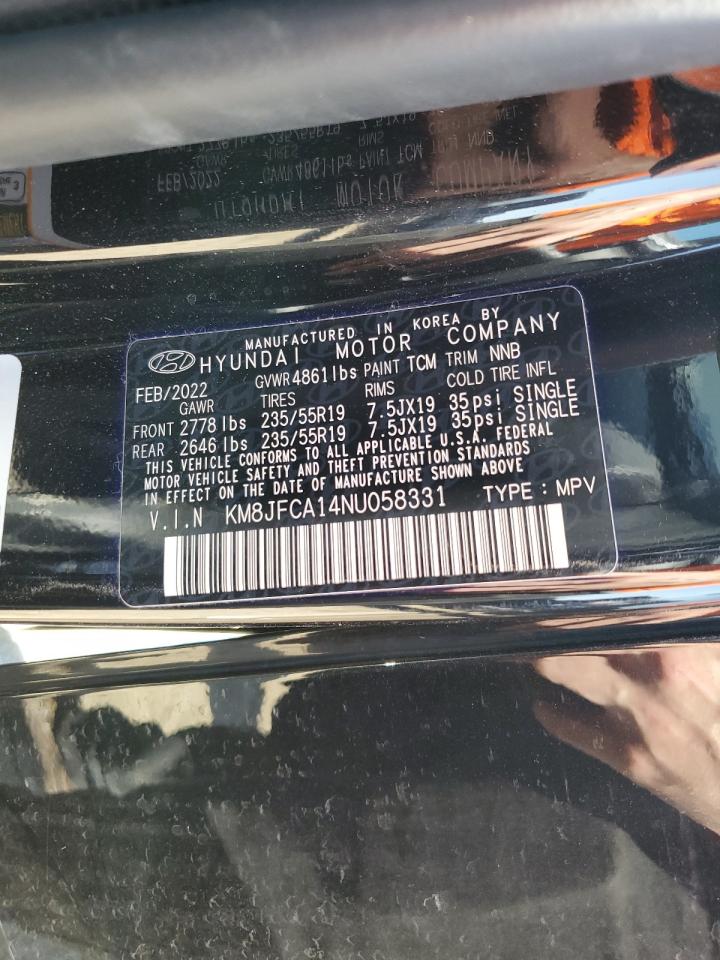 MANUFACTURED IN KOREA BY
HYUNDAI MOTOR COMPANY
FEB/2022 GVWR 4861 lbs PAINT TCM TRIM NNB
GAWR TIRES RIMS COLD TIRE INFL
FRONT 2778 lbs 235/55R19 7.5JX19 35psi SINGLE
REAR 2646 lbs 235/55R19 7.5JX19 35psi SINGLE
THIS VEHICLE CONFORMS TO ALL APPLICABLE U.S.A. FEDERAL
MOTOR VEHICLE SAFETY AND THEFT PREVENTION STANDARDS
IN EFFECT ON THE DATE OF MANUFACTURE SHOWN ABOVE
V.I.N KM8JFCA14NU058331 TYPE : MPV